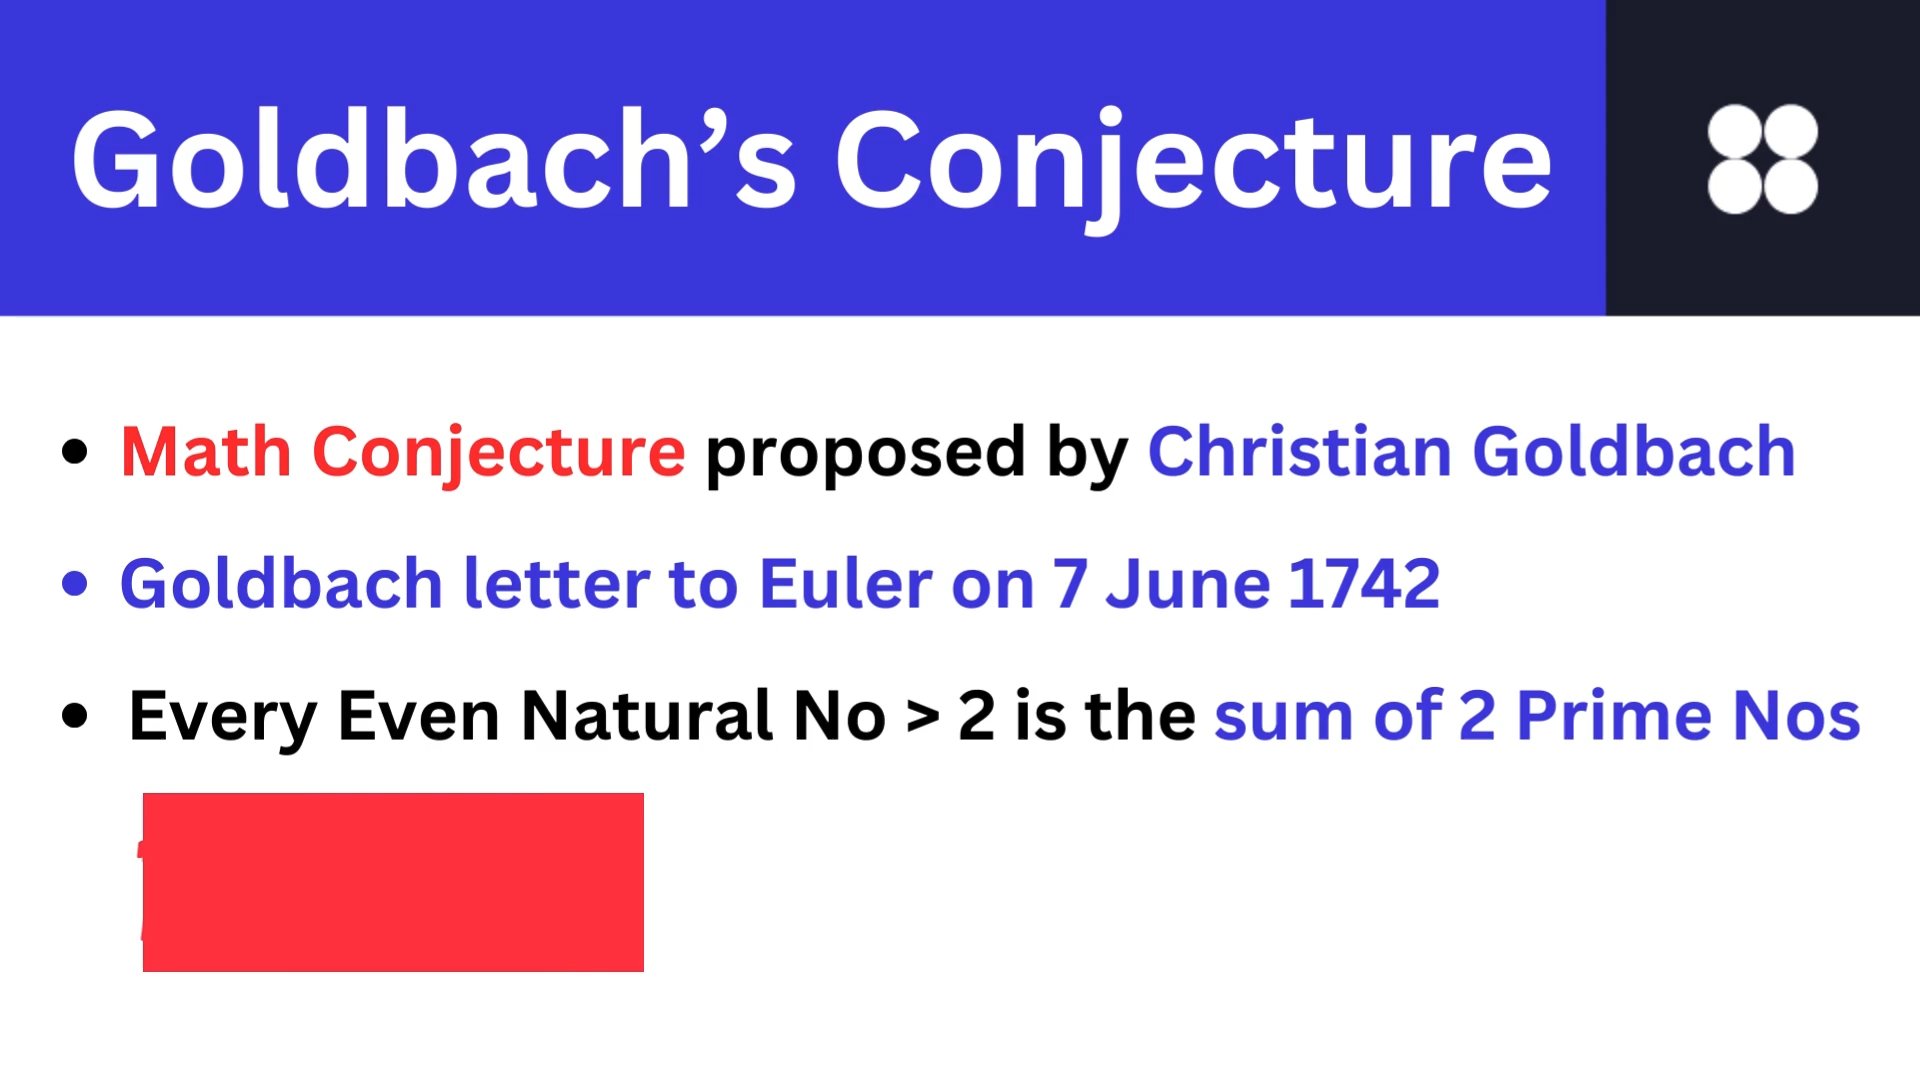 Goldbach’s Conjecture
• Math Conjecture proposed by Christian Goldbach
• Goldbach letter to Euler on 7 June 1742
• Every Even Natural No > 2 is the sum of 2 Prime Nos